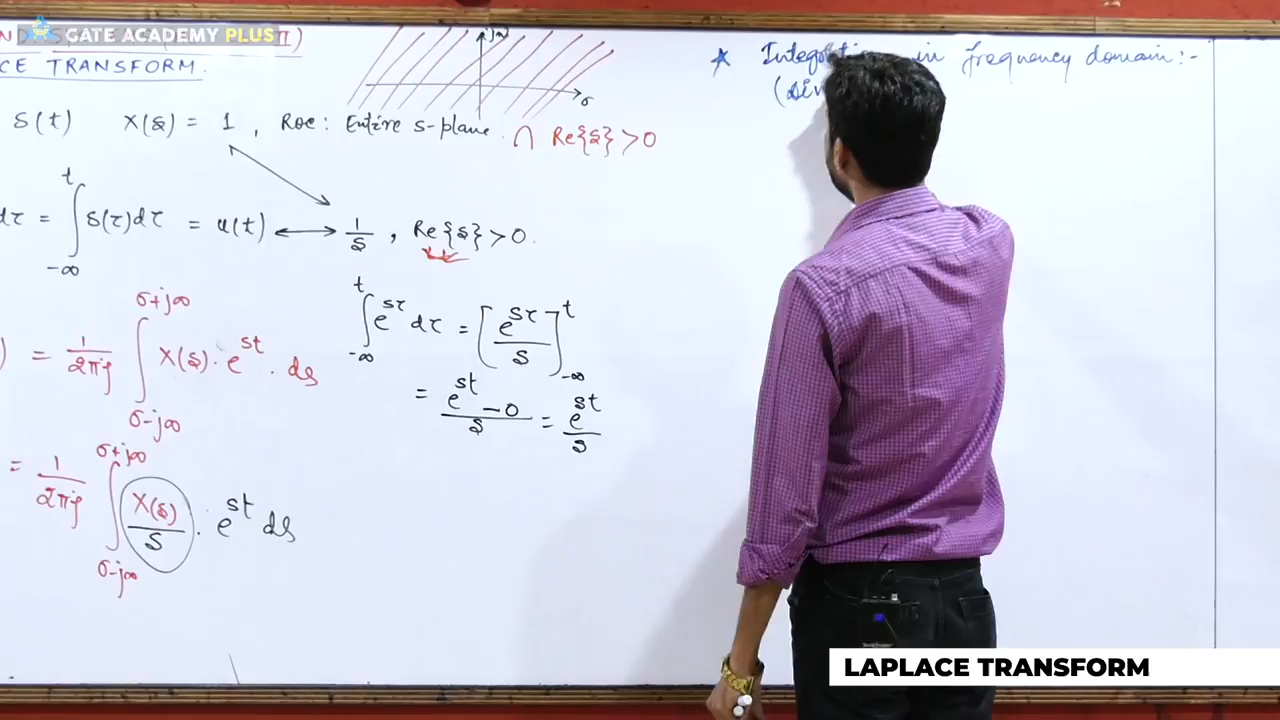 GATE ACADEMY PLUS
CE TRANSFORM.
δ(t) X(s) = 1 , Roc: Entire s-plane. ∩ Re{s} > 0
jω
σ
dτ = ∫_{-∞}^{t} δ(τ)dτ = u(t) ⟷ 1/s , Re{s} > 0.
) = 1/2πj ∫_{σ-j∞}^{σ+j∞} X(s) · e^{st} · ds
= 1/2πj ∫_{σ-j∞}^{σ+j∞} X(s)/s · e^{st} ds
∫_{-∞}^{t} e^{sτ} dτ = [e^{sτ}/s]_{-∞}^{t}
= e^{st} - 0/s = e^{st}/s
★ in frequency domain:-
LAPLACE TRANSFORM